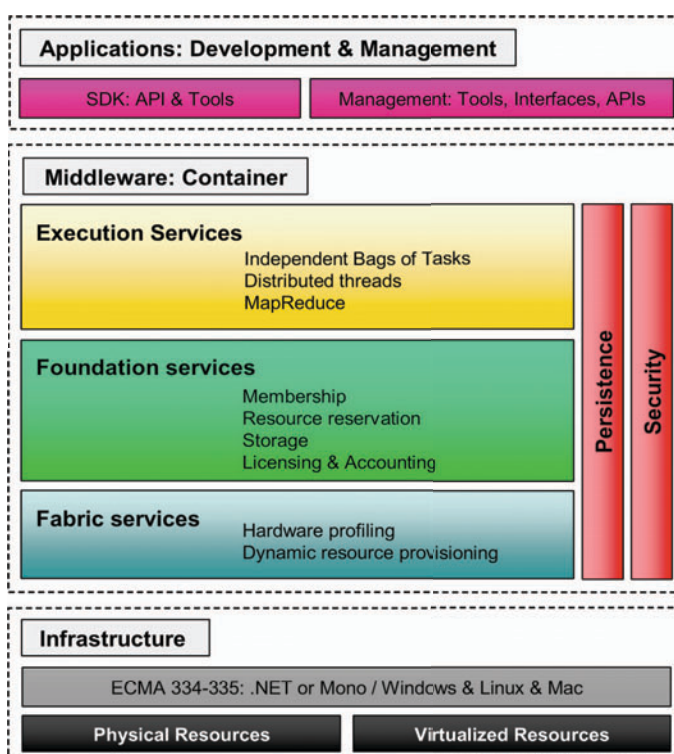 Applications: Development & Management
SDK: API & Tools
Management: Tools, Interfaces, APIs
Middleware: Container
Execution Services
Independent Bags of Tasks
Distributed threads
MapReduce
Foundation services
Membership
Resource reservation
Storage
Licensing & Accounting
Fabric services
Hardware profiling
Dynamic resource provisioning
Persistence
Security
Infrastructure
ECMA 334-335: .NET or Mono / Windows & Linux & Mac
Physical Resources
Virtualized Resources